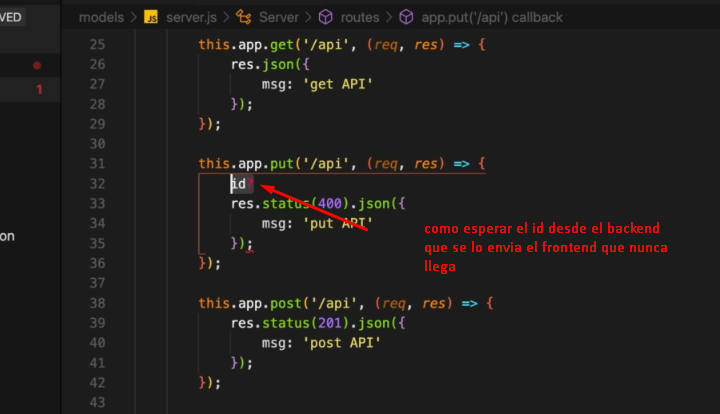 VED
models > JS server.js > Server > routes > app.put('/api') callback
25 this.app.get('/api', (req, res) => {
26 res.json({
27 msg: 'get API'
28 });
29 });
30
31 this.app.put('/api', (req, res) => {
32 id
33 res.status(400).json({
34 msg: 'put API'
35 });
36 });
37
38 this.app.post('/api', (req, res) => {
39 res.status(201).json({
40 msg: 'post API'
41 });
42 });
43
1
on
como esperar el id desde el backend
que se lo envia el frontend que nunca
llega